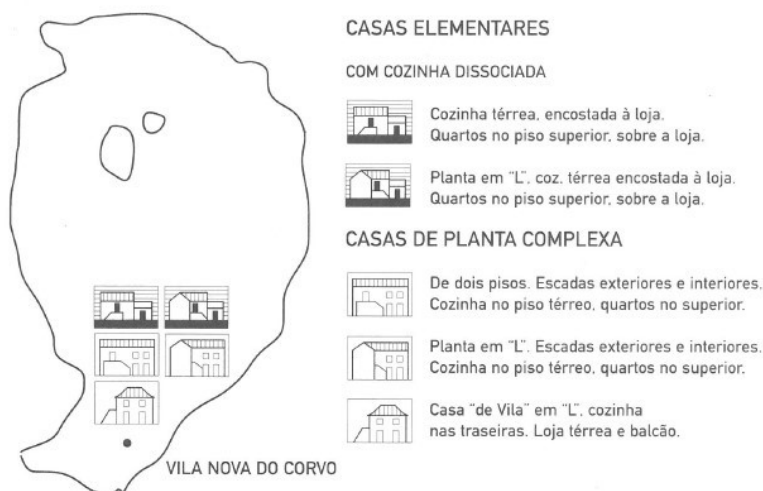 CASAS ELEMENTARES
COM COZINHA DISSOCIADA
Cozinha térrea, encostada à loja.
Quartos no piso superior, sobre a loja.
Planta em "L", coz. térrea encostada à loja.
Quartos no piso superior, sobre a loja.
CASAS DE PLANTA COMPLEXA
De dois pisos. Escadas exteriores e interiores.
Cozinha no piso térreo, quartos no superior.
Planta em "L". Escadas exteriores e interiores.
Cozinha no piso térreo, quartos no superior.
Casa "de Vila" em "L", cozinha
nas traseiras. Loja térrea e balcão.
VILA NOVA DO CORVO